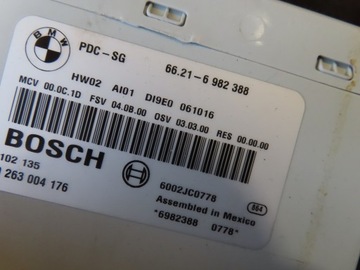 BMW
PDC-SG 66.21-6 982 388
HW02 AI01 DI9E0 061016
MCV 00.0C.1D FSV 04.08.00 OSV 03.03.00 RES 00.00.00
BOSCH
102 135
263 004 176
6002JC0778
864
Assembled in Mexico
*6982388 0778*